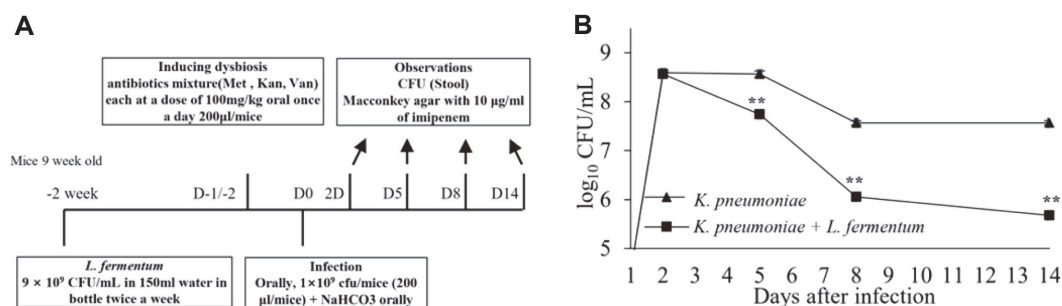 A
Inducing dysbiosis
antibiotics mixture(Met , Kan, Van)
each at a dose of 100mg/kg oral once
a day 200µl/mice
Observations
CFU (Stool)
Macconkey agar with 10 µg/ml
of imipenem
Mice 9 week old
-2 week D-1/-2 D0 2D D5 D8 D14
L. fermentum
9 × 10⁹ CFU/mL in 150ml water in
bottle twice a week
Infection
Orally, 1×10⁹ cfu/mice (200
µl/mice) + NaHCO3 orally
B
log₁₀ CFU/mL
9
8
7
6
5
**
**
**
K. pneumoniae
K. pneumoniae + L. fermentum
1 2 3 4 5 6 7 8 9 10 11 12 13 14
Days after infection